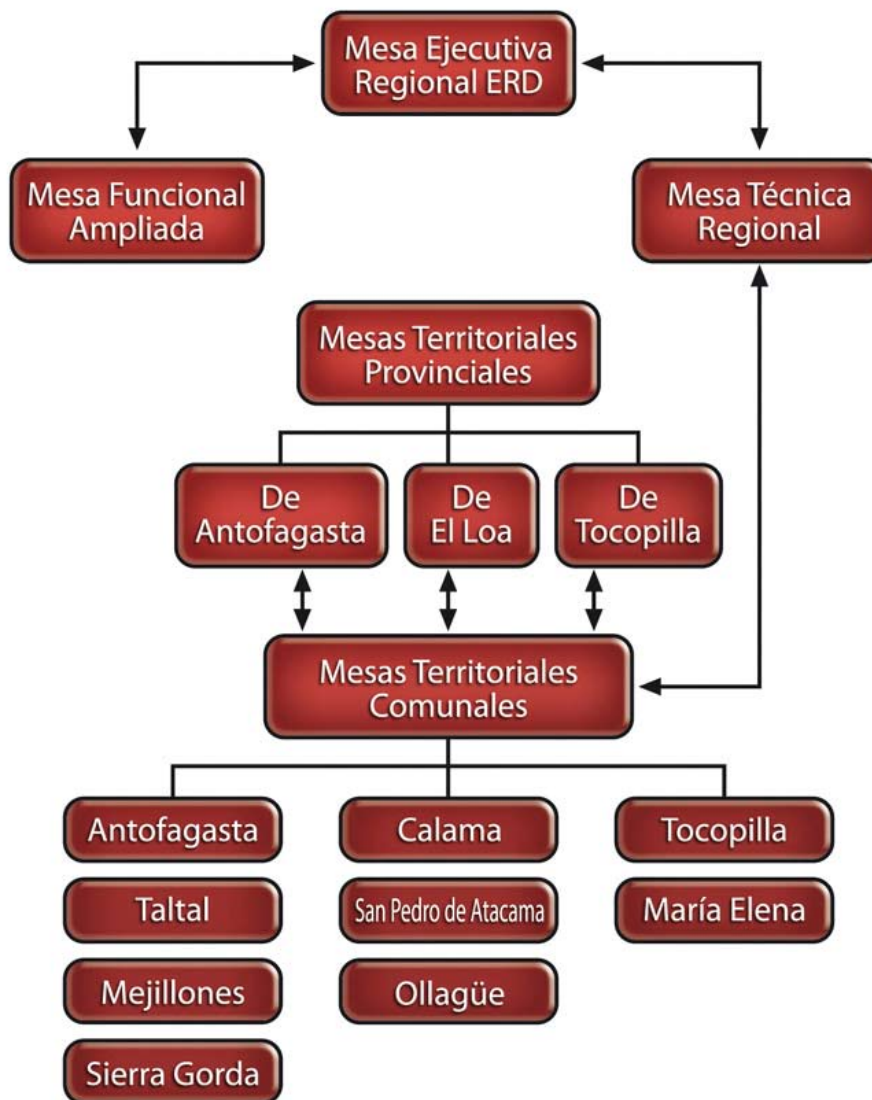 Mesa Ejecutiva
Regional ERD
Mesa Funcional
Ampliada
Mesa Técnica
Regional
Mesas Territoriales
Provinciales
De
Antofagasta
De
El Loa
De
Tocopilla
Mesas Territoriales
Comunales
Antofagasta
Calama
Tocopilla
Taltal
San Pedro de Atacama
María Elena
Mejillones
Ollagüe
Sierra Gorda